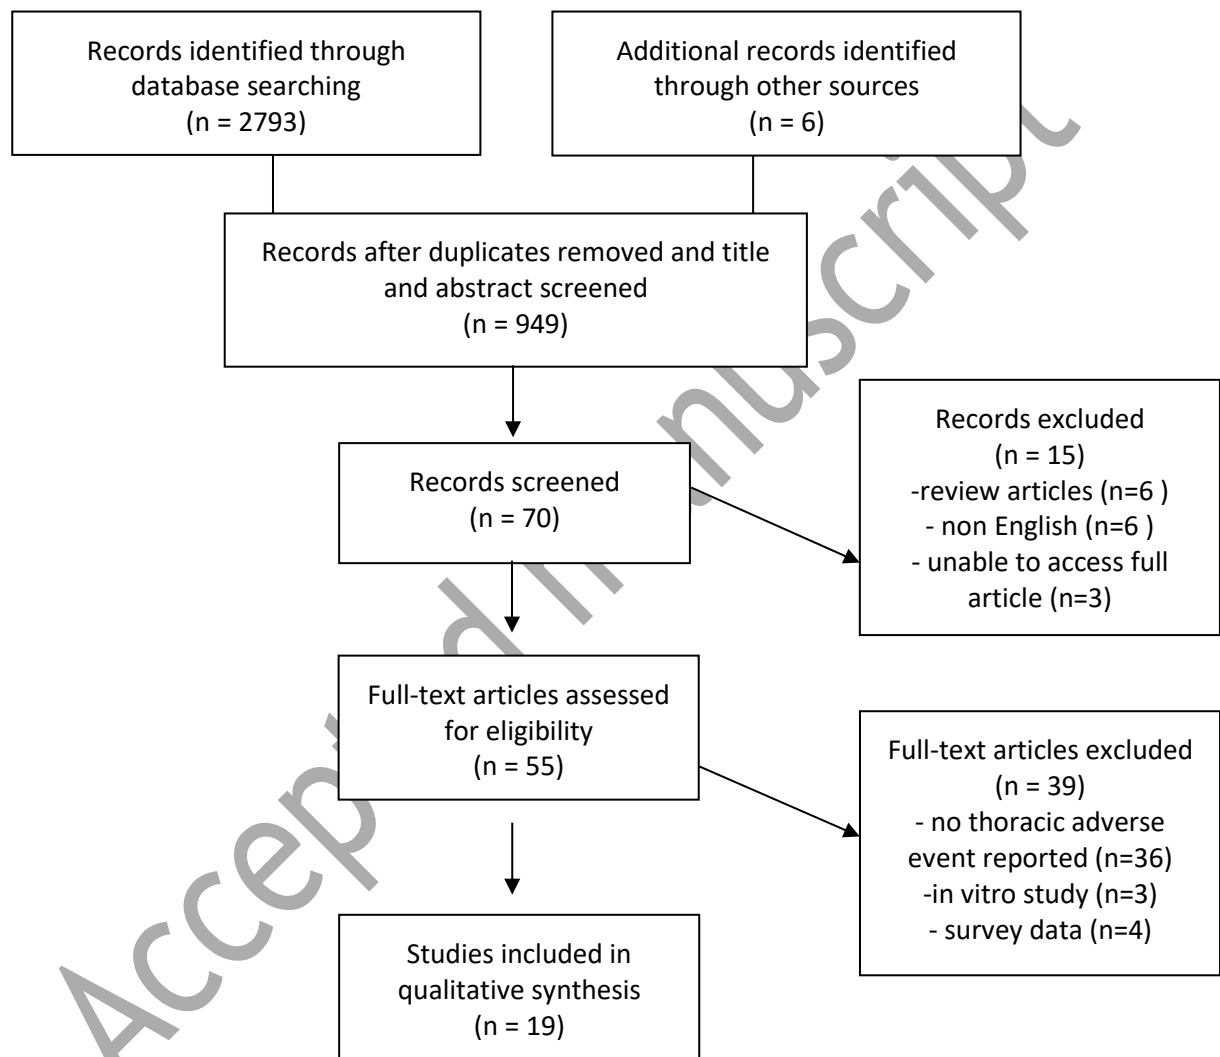 Records identified through
database searching
(n = 2793)
Additional records identified
through other sources
(n = 6)
Records after duplicates removed and title
and abstract screened
(n = 949)
Records screened
(n = 70)
Records excluded
(n = 15)
-review articles (n=6 )
- non English (n=6 )
- unable to access full
article (n=3)
Full-text articles assessed
for eligibility
(n = 55)
Full-text articles excluded
(n = 39)
- no thoracic adverse
event reported (n=36)
-in vitro study (n=3)
- survey data (n=4)
Studies included in
qualitative synthesis
(n = 19)
Accepted manuscript